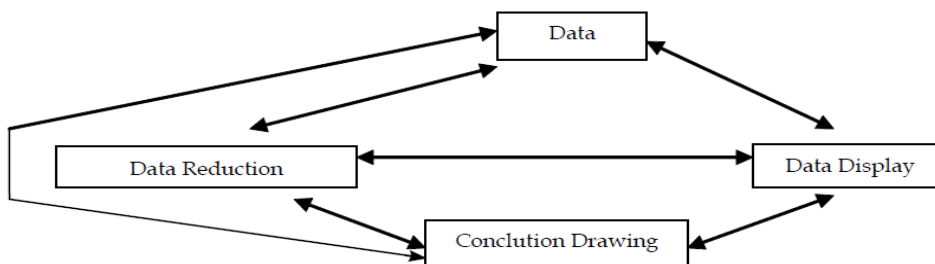 Data
Data Reduction
Data Display
Conclution Drawing